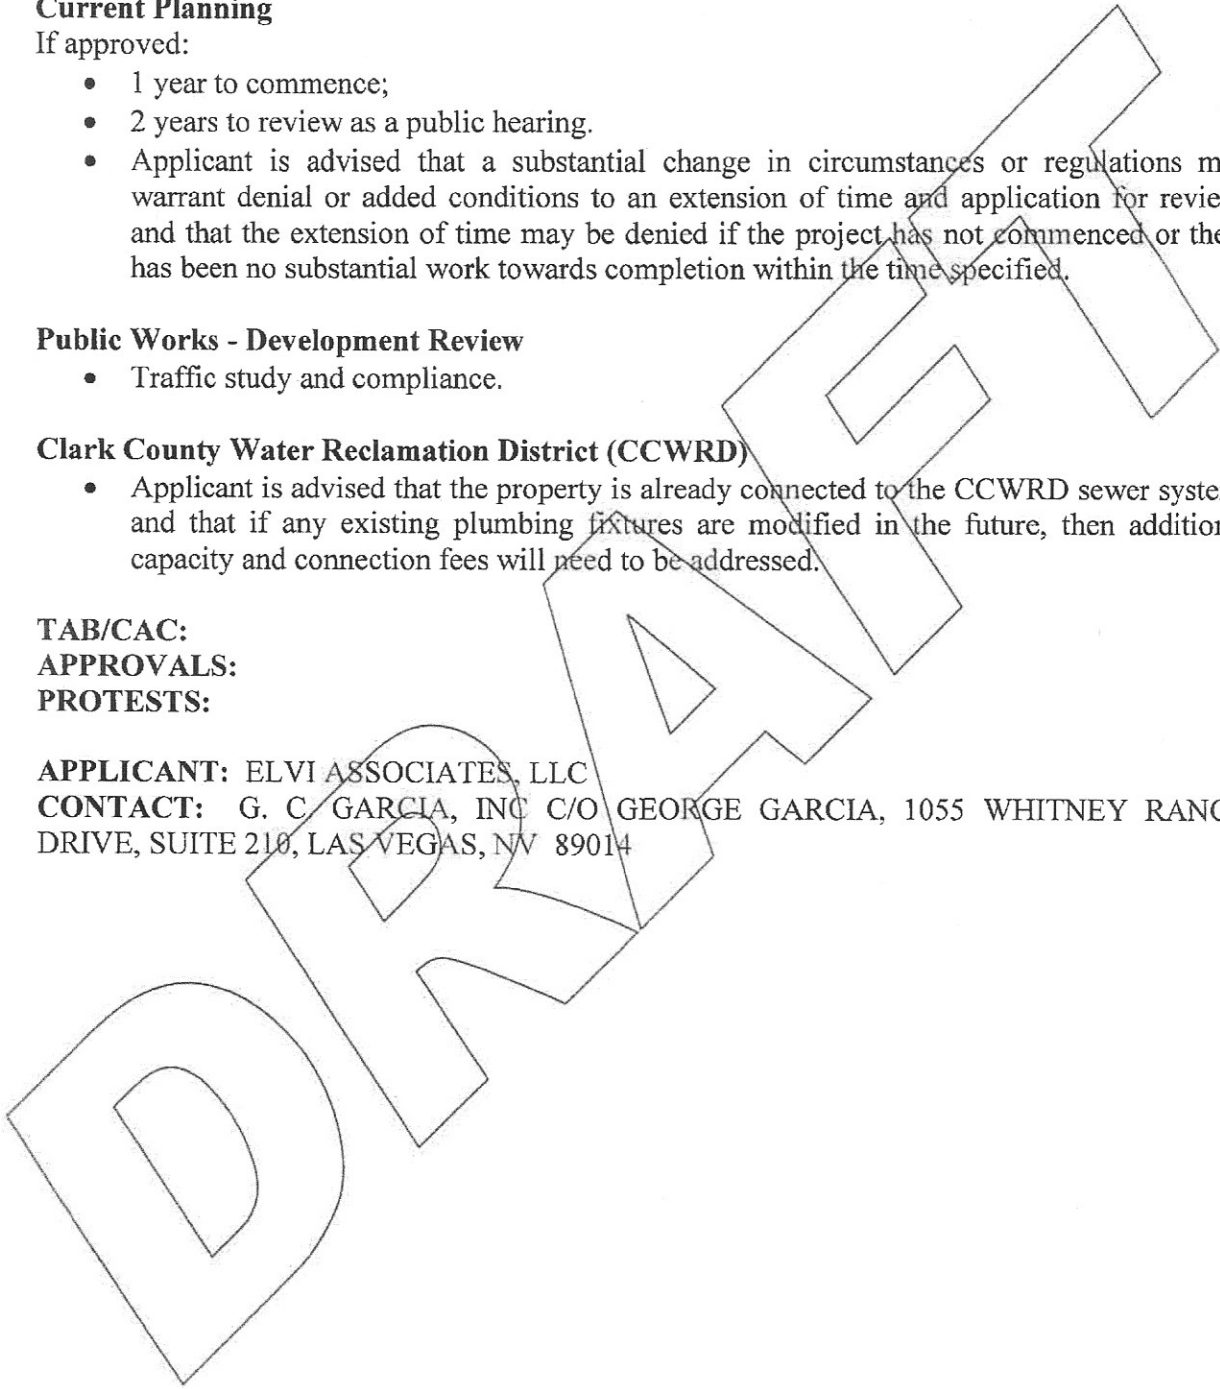 Current Planning
If approved:
• 1 year to commence;
• 2 years to review as a public hearing.
• Applicant is advised that a substantial change in circumstances or regulations m
warrant denial or added conditions to an extension of time and application for revie
and that the extension of time may be denied if the project has not commenced or the
has been no substantial work towards completion within the time specified.
Public Works - Development Review
• Traffic study and compliance.
Clark County Water Reclamation District (CCWRD)
• Applicant is advised that the property is already connected to the CCWRD sewer syste
and that if any existing plumbing fixtures are modified in the future, then addition
capacity and connection fees will need to be addressed.
TAB/CAC:
APPROVALS:
PROTESTS:
APPLICANT: ELVI ASSOCIATES, LLC
CONTACT: G. C. GARCIA, INC C/O GEORGE GARCIA, 1055 WHITNEY RANC
DRIVE, SUITE 210, LAS VEGAS, NV 89014
DRAFT